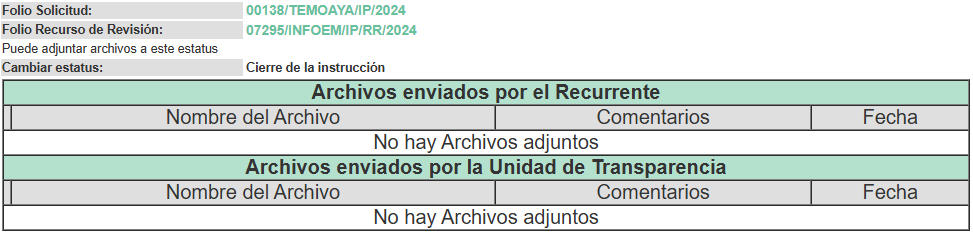 Folio Solicitud: 00138/TEMOAYA/IP/2024
Folio Recurso de Revisión: 07295/INFOEM/IP/RR/2024
Puede adjuntar archivos a este estatus
Cambiar estatus: Cierre de la instrucción
Archivos enviados por el Recurrente
Nombre del Archivo Comentarios Fecha
No hay Archivos adjuntos
Archivos enviados por la Unidad de Transparencia
Nombre del Archivo Comentarios Fecha
No hay Archivos adjuntos